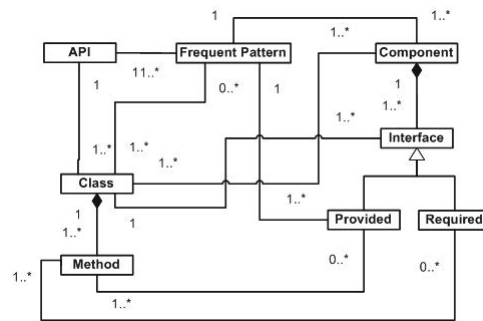 1 1..*
API Frequent Pattern 1..* Component
1 11..* 0..* 1 1
1..* 1..*
Interface
1..* 1..*
1..*
Class 1..*
1 1
1..* Provided Required
Method
0..* 0..*
1..*
1..*